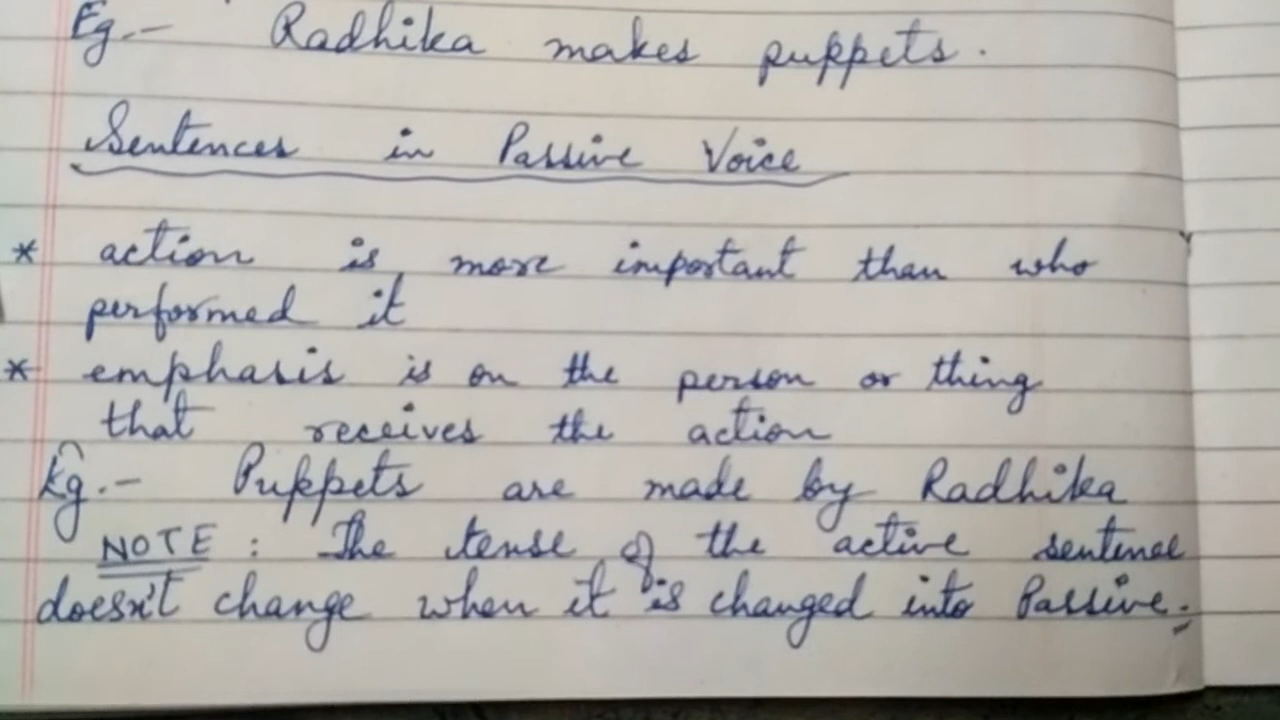 Eg.- Radhika makes puppets.
Sentences in Passive Voice
* action is more important than who
performed it
* emphasis is on the person or thing
that receives the action
Eg.- Puppets are made by Radhika
NOTE : The tense of the active sentence
doesn't change when it is changed into Passive.